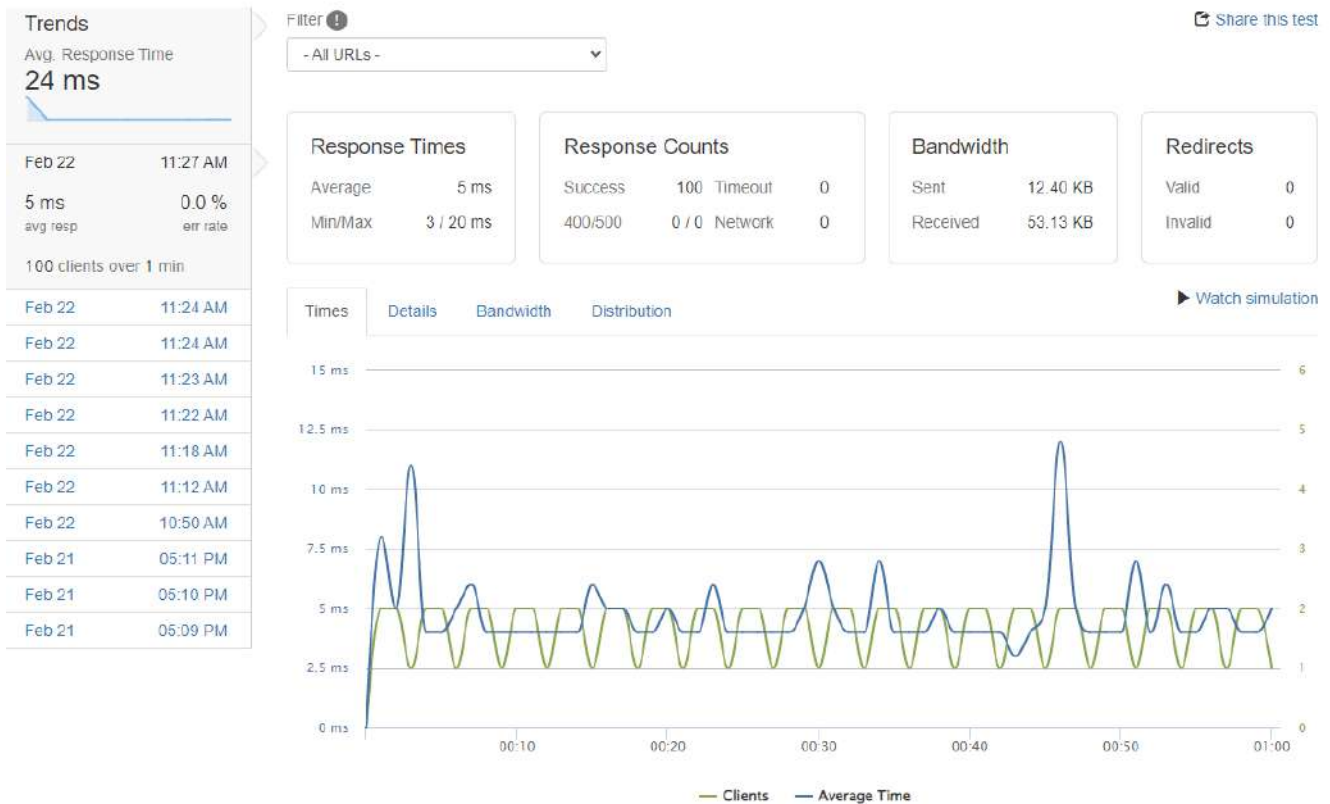 Trends
Avg. Response Time
24 ms
Feb 22 11:27 AM
5 ms 0.0 %
avg resp err rate
100 clients over 1 min
Feb 22 11:24 AM
Feb 22 11:24 AM
Feb 22 11:23 AM
Feb 22 11:22 AM
Feb 22 11:18 AM
Feb 22 11:12 AM
Feb 22 10:50 AM
Feb 21 05:11 PM
Feb 21 05:10 PM
Feb 21 05:09 PM
Filter !
Share this test
- All URLs -
Response Times
Average 5 ms
Min/Max 3 / 20 ms
Response Counts
Success 100 Timeout 0
400/500 0 / 0 Network 0
Bandwidth
Sent 12.40 KB
Received 53.13 KB
Redirects
Valid 0
Invalid 0
Times Details Bandwidth Distribution
Watch simulation
15 ms 6
12.5 ms 5
10 ms 4
7.5 ms 3
5 ms 2
2.5 ms 1
0 ms 0
00:10 00:20 00:30 00:40 00:50 01:00
Clients Average Time